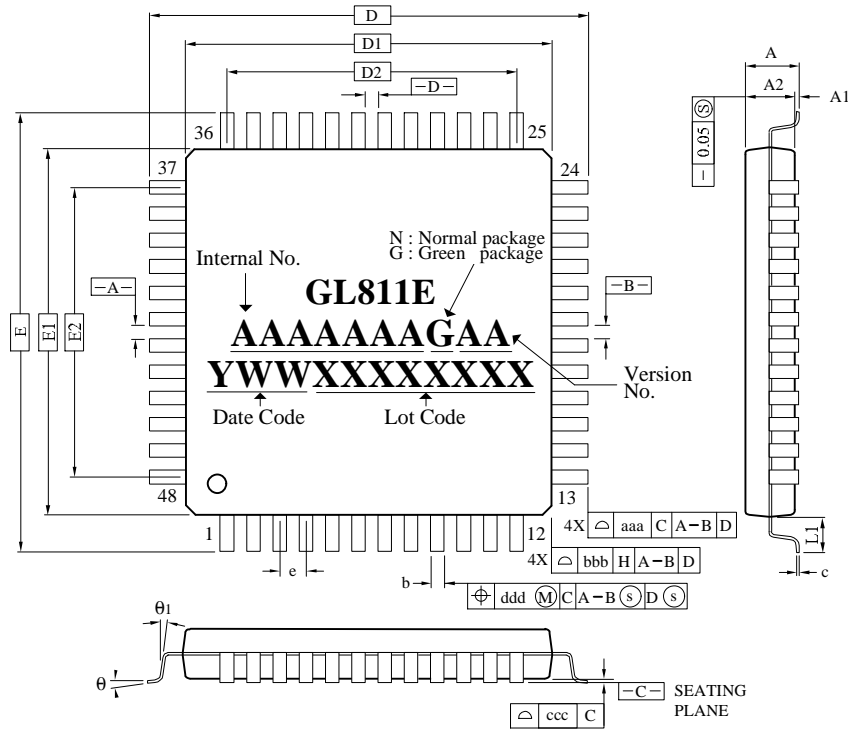 D
D1
D2
−D−
A
A2
A1
− 0.05 Ⓢ
36
25
37
24
N : Normal package
G : Green package
Internal No.
GL811E
−A−
−B−
E
E1
E2
AAAAAAAGAA
YWWXXXXXXXX
Version
No.
Date Code
Lot Code
48
13
1
12
4X ⌓ aaa C A−B D
4X ⌓ bbb H A−B D
e
b
⌖ ddd Ⓜ C A−B ⓢ D ⓢ
L1
c
θ1
θ
−C−
SEATING
PLANE
⌓ ccc C